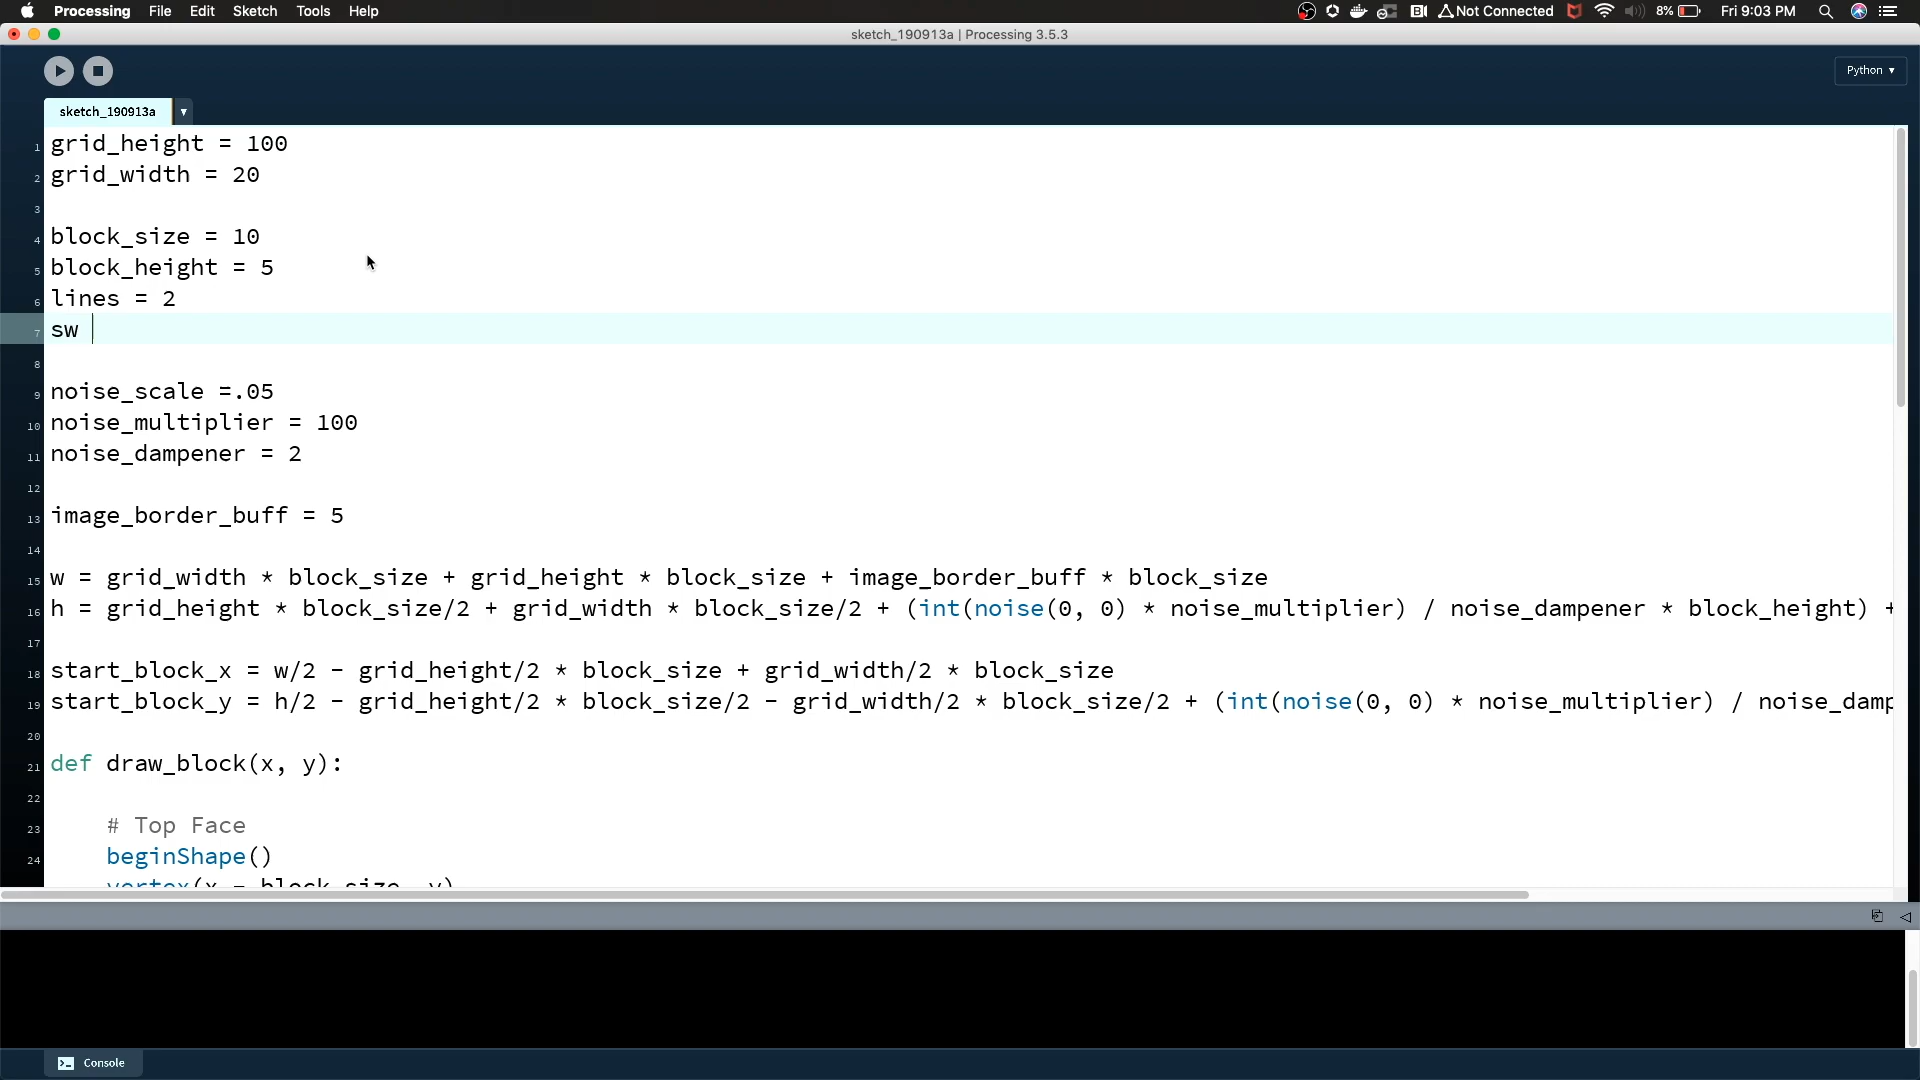 Processing File Edit Sketch Tools Help Not Connected 8% Fri 9:03 PM
sketch_190913a | Processing 3.5.3
Python ▾
sketch_190913a ▾
1 grid_height = 100
2 grid_width = 20
3
4 block_size = 10
5 block_height = 5
6 lines = 2
7 sw
8
9 noise_scale =.05
10 noise_multiplier = 100
11 noise_dampener = 2
12
13 image_border_buff = 5
14
15 w = grid_width * block_size + grid_height * block_size + image_border_buff * block_size
16 h = grid_height * block_size/2 + grid_width * block_size/2 + (int(noise(0, 0) * noise_multiplier) / noise_dampener * block_height) +
17
18 start_block_x = w/2 - grid_height/2 * block_size + grid_width/2 * block_size
19 start_block_y = h/2 - grid_height/2 * block_size/2 - grid_width/2 * block_size/2 + (int(noise(0, 0) * noise_multiplier) / noise_damp
20
21 def draw_block(x, y):
22
23 # Top Face
24 beginShape()
vertex(x - block_size, y)
Console